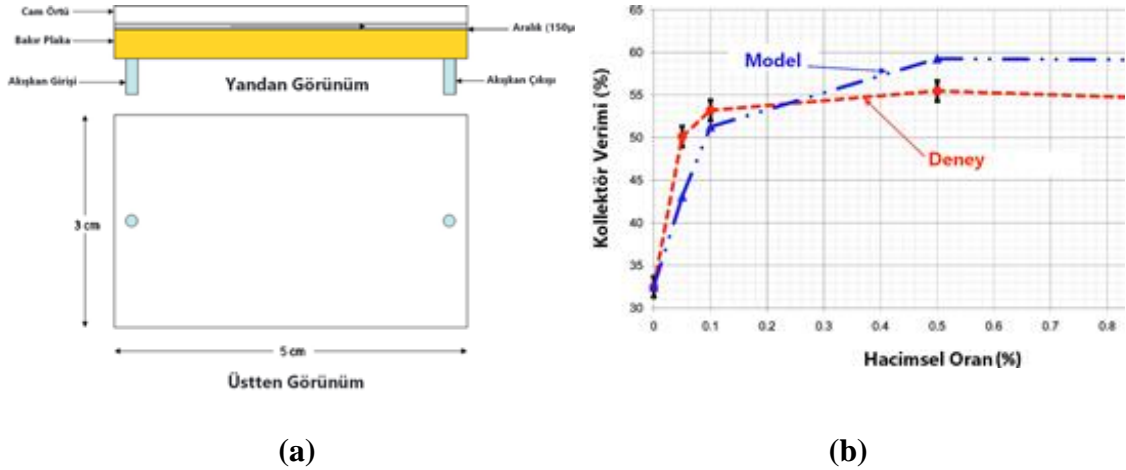 Cam Örtü
Aralık (150µ
Bakır Plaka
Akışkan Girişi
Akışkan Çıkışı
Yandan Görünüm
3 cm
5 cm
Üstten Görünüm
(a)
Kollektör Verimi (%)
65
60
55
50
45
40
35
30
Model
Deney
0
0.1
0.2
0.3
0.4
0.5
0.6
0.7
0.8
Hacimsel Oran (%)
(b)